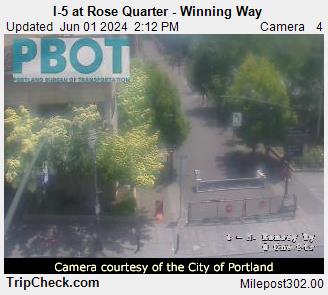 I-5 at Rose Quarter - Winning Way
Updated Jun 01 2024 2:12 PM Camera 4
PBOT
PORTLAND BUREAU OF TRANSPORTATION
Camera courtesy of the City of Portland
TripCheck.com Milepost302.00